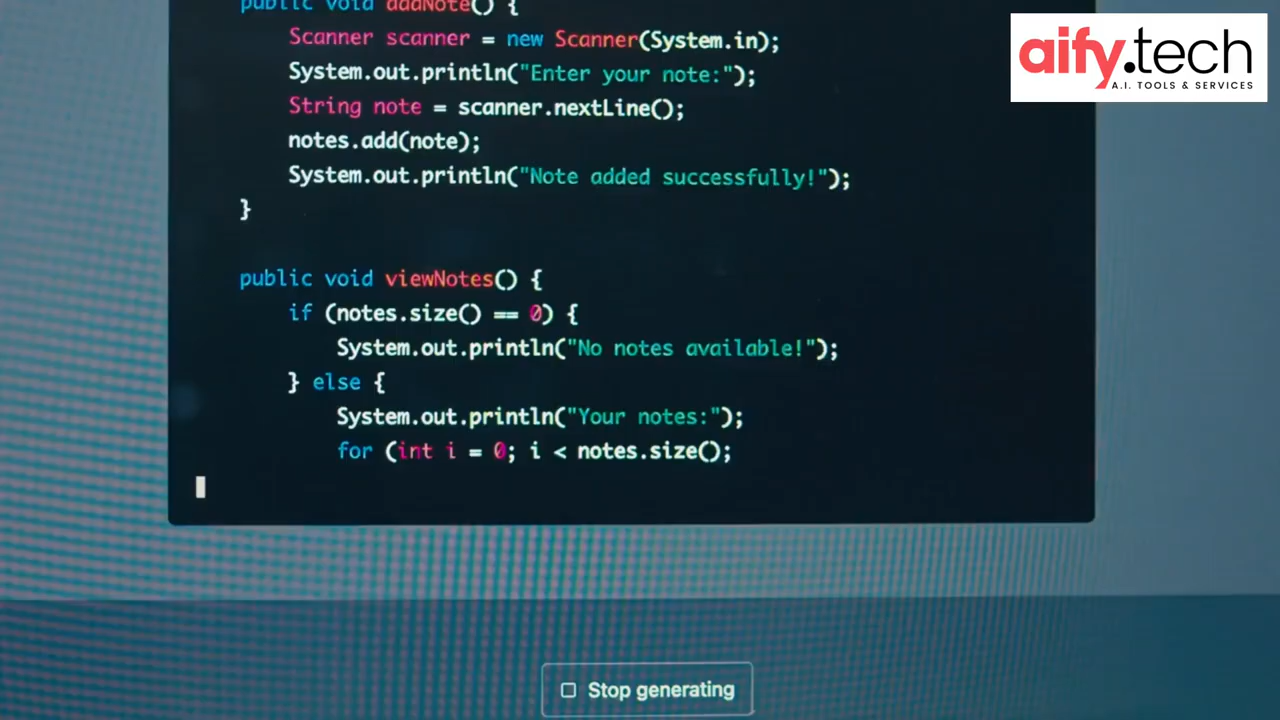 public void addNote() {
Scanner scanner = new Scanner(System.in);
System.out.println("Enter your note:");
String note = scanner.nextLine();
notes.add(note);
System.out.println("Note added successfully!");
}
public void viewNotes() {
if (notes.size() == 0) {
System.out.println("No notes available!");
} else {
System.out.println("Your notes:");
for (int i = 0; i < notes.size();
Stop generating
aify.tech
A.I. TOOLS & SERVICES